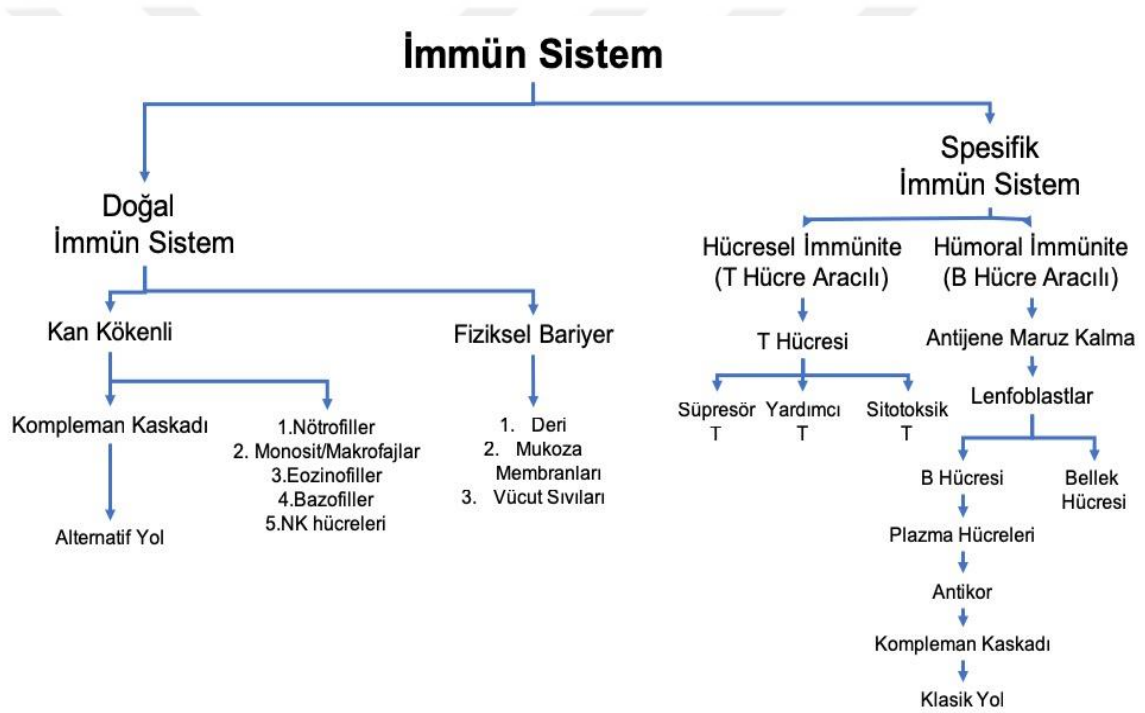 İmmün Sistem
Doğal
İmmün Sistem
Kan Kökenli
Kompleman Kaskadı
Alternatif Yol
1.Nötrofiller
2. Monosit/Makrofajlar
3.Eozinofiller
4.Bazofiller
5.NK hücreleri
Fiziksel Bariyer
1. Deri
2. Mukoza
Membranları
3. Vücut Sıvıları
Spesifik
İmmün Sistem
Hücresel İmmünite
(T Hücre Aracılı)
T Hücresi
Süpresör
T
Yardımcı
T
Sitotoksik
T
Hümoral İmmünite
(B Hücre Aracılı)
Antijene Maruz Kalma
Lenfoblastlar
B Hücresi
Plazma Hücreleri
Antikor
Kompleman Kaskadı
Klasik Yol
Bellek
Hücresi